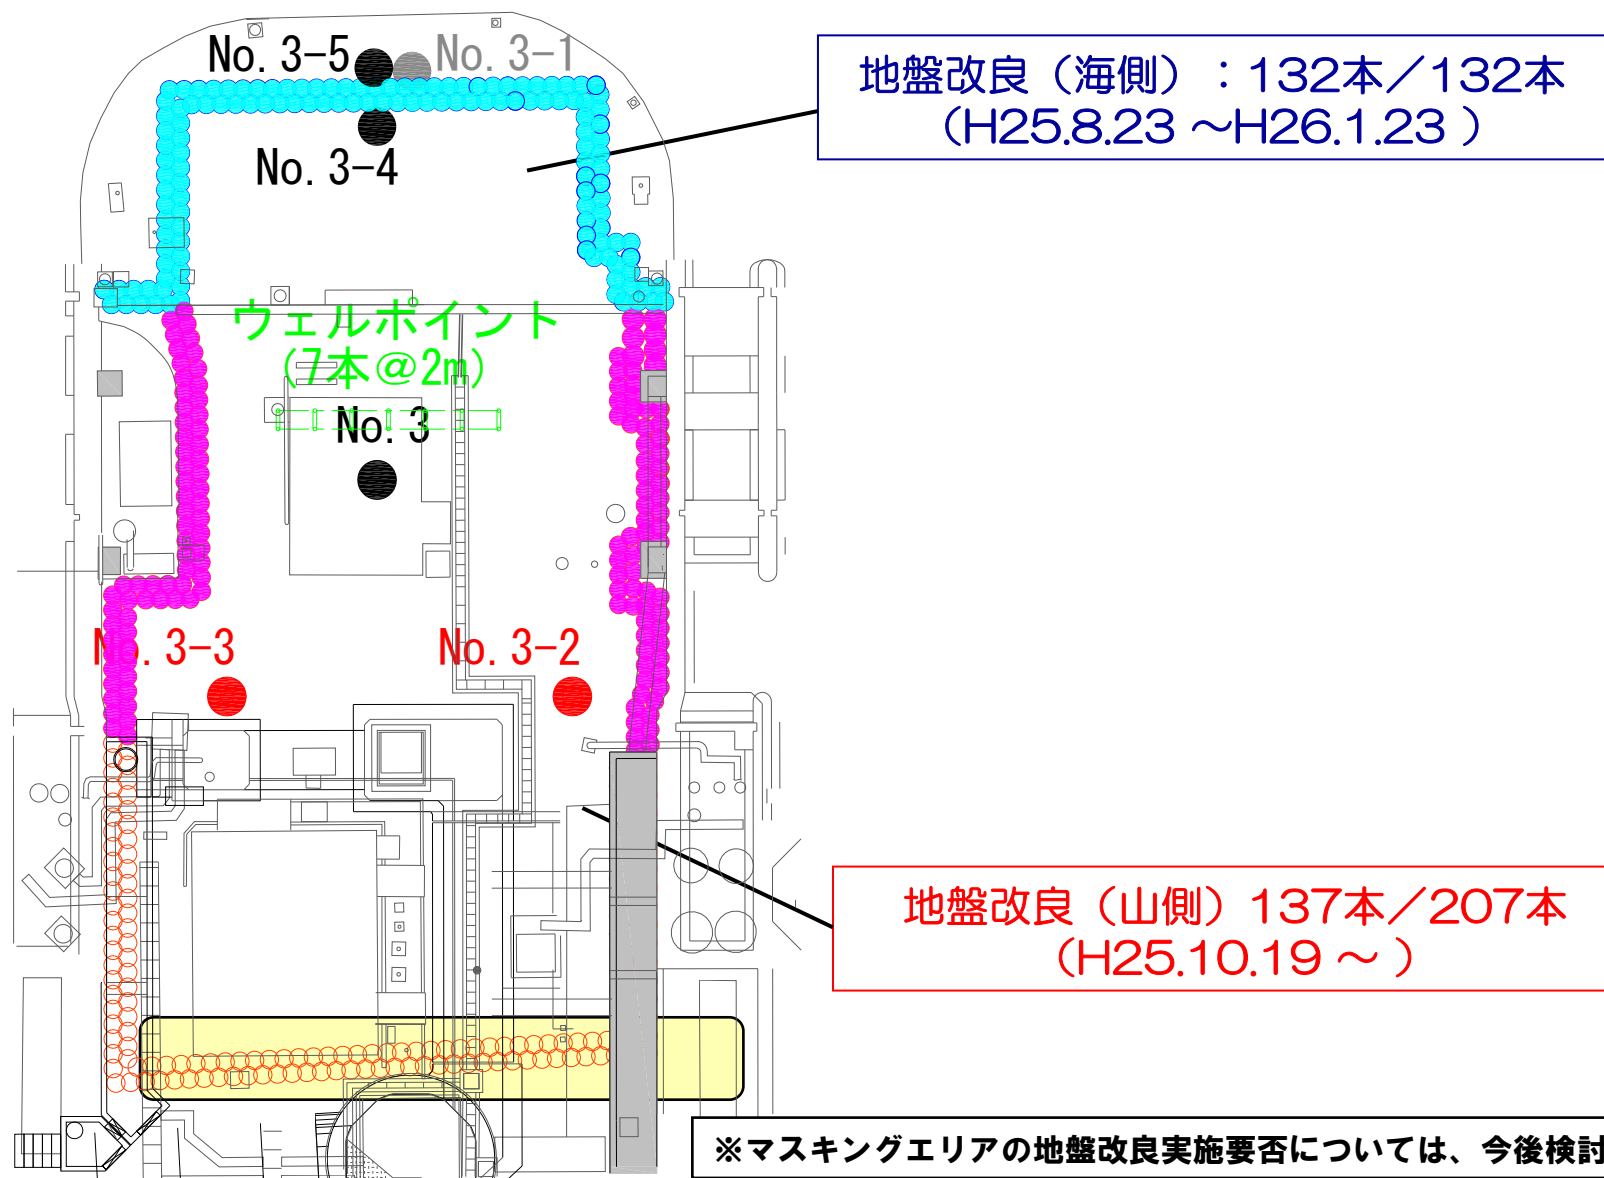 No. 3-5
No. 3-1
地盤改良（海側）：132本／132本
（H25.8.23 ～H26.1.23 ）
No. 3-4
ウェルポイント
(7本@2m)
No. 3
No. 3-3
No. 3-2
地盤改良（山側）137本／207本
（H25.10.19 ～ ）
※マスキングエリアの地盤改良実施要否については、今後検討